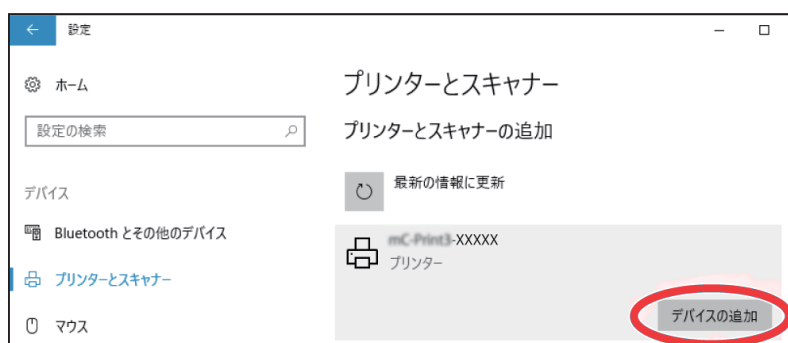 設定
ホーム
設定の検索
デバイス
Bluetooth とその他のデバイス
プリンターとスキャナー
マウス
プリンターとスキャナー
プリンターとスキャナーの追加
最新の情報に更新
mC-Print3-XXXXX
プリンター
デバイスの追加